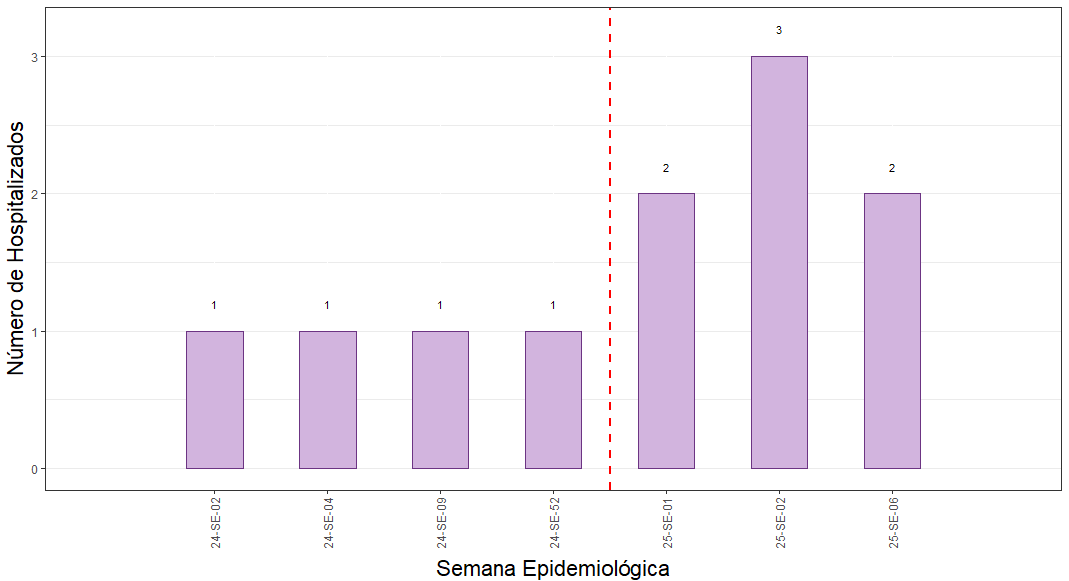 Número de Hospitalizados
3
2
1
0
1
1
1
1
2
3
2
24-SE-02
24-SE-04
24-SE-09
24-SE-52
25-SE-01
25-SE-02
25-SE-06
Semana Epidemiológica